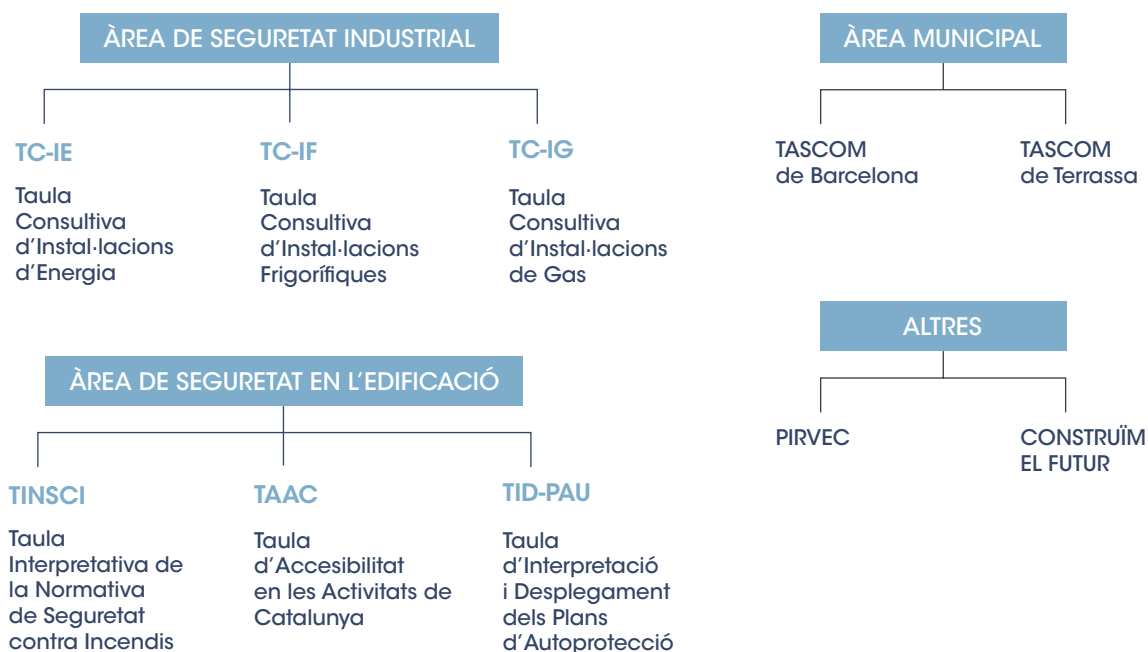 ÀREA DE SEGURETAT INDUSTRIAL
TC-IE
Taula
Consultiva
d’Instal·lacions
d’Energia
TC-IF
Taula
Consultiva
d’Instal·lacions
Frigorífiques
TC-IG
Taula
Consultiva
d’Instal·lacions
de Gas
ÀREA MUNICIPAL
TASCOM
de Barcelona
TASCOM
de Terrassa
ÀREA DE SEGURETAT EN L’EDIFICACIÓ
TINSCI
Taula
Interpretativa de
la Normativa
de Seguretat
contra Incendis
TAAC
Taula
d’Accesibilitat
en les Activitats de
Catalunya
TID-PAU
Taula
d’Interpretació
i Desplegament
dels Plans
d’Autoprotecció
ALTRES
PIRVEC
CONSTRUÏM
EL FUTUR